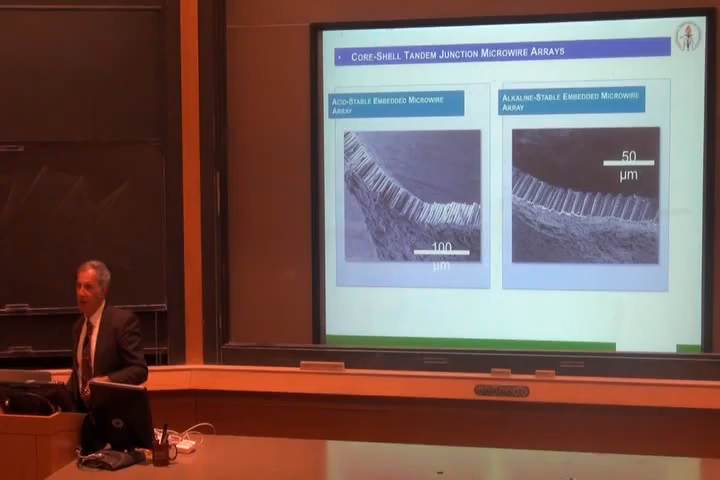 • CORE-SHELL TANDEM JUNCTION MICROWIRE ARRAYS
ACID-STABLE EMBEDDED MICROWIRE
ARRAY
ALKALINE-STABLE EMBEDDED MICROWIRE
ARRAY
100
µm
50
µm